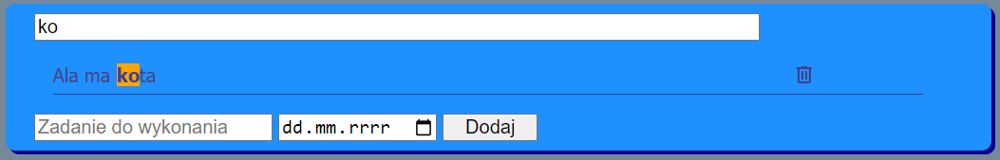 ko
Ala ma kota
Zadanie do wykonania dd.mm.rrrr Dodaj